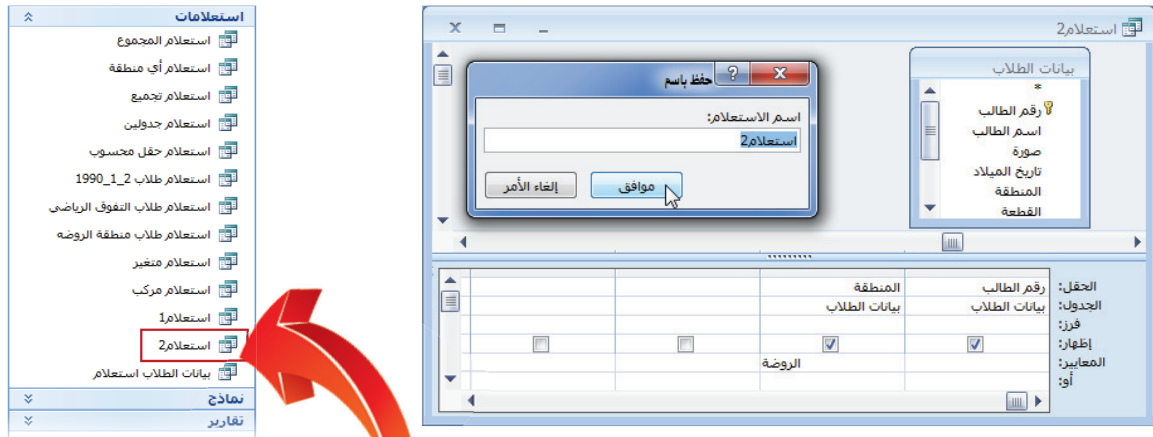 استعلام2
بيانات الطلاب
*
رقم الطالب
اسم الطالب
صورة
تاريخ الميلاد
المنطقة
القطعة
حفظ باسم
اسم الاستعلام:
استعلام2
موافق
إلغاء الأمر
الحقل: رقم الطالب المنطقة
الجدول: بيانات الطلاب بيانات الطلاب
فرز:
إظهار:
المعايير: الروضة
أو:
استعلامات
استعلام المجموع
استعلام أي منطقة
استعلام تجميع
استعلام جدولين
استعلام حقل محسوب
استعلام طلاب 2_1_1990
استعلام طلاب التفوق الرياضي
استعلام طلاب منطقة الروضه
استعلام متغير
استعلام مركب
استعلام1
استعلام2
بيانات الطلاب استعلام
نماذج
تقارير